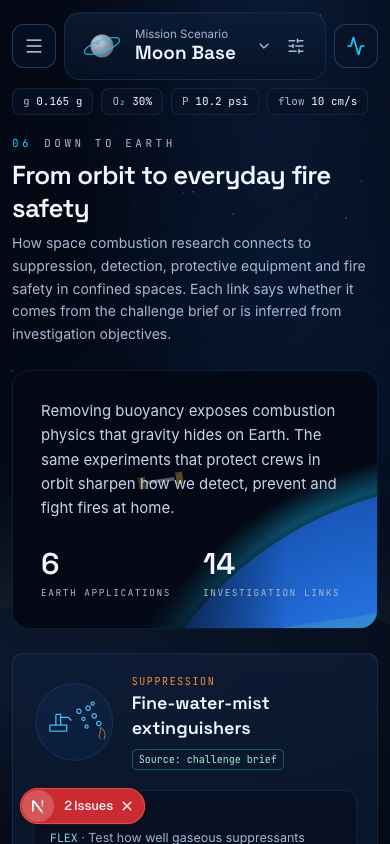 Mission Scenario
Moon Base
g 0.165 g
O₂ 30%
P 10.2 psi
flow 10 cm/s
06 DOWN TO EARTH
From orbit to everyday fire
safety
How space combustion research connects to
suppression, detection, protective equipment and fire
safety in confined spaces. Each link says whether it
comes from the challenge brief or is inferred from
investigation objectives.
Removing buoyancy exposes combustion
physics that gravity hides on Earth. The
same experiments that protect crews in
orbit sharpen how we detect, prevent and
fight fires at home.
6
EARTH APPLICATIONS
14
INVESTIGATION LINKS
SUPPRESSION
Fine-water-mist
extinguishers
Source: challenge brief
N 2 Issues
FLEX · Test how well gaseous suppressants